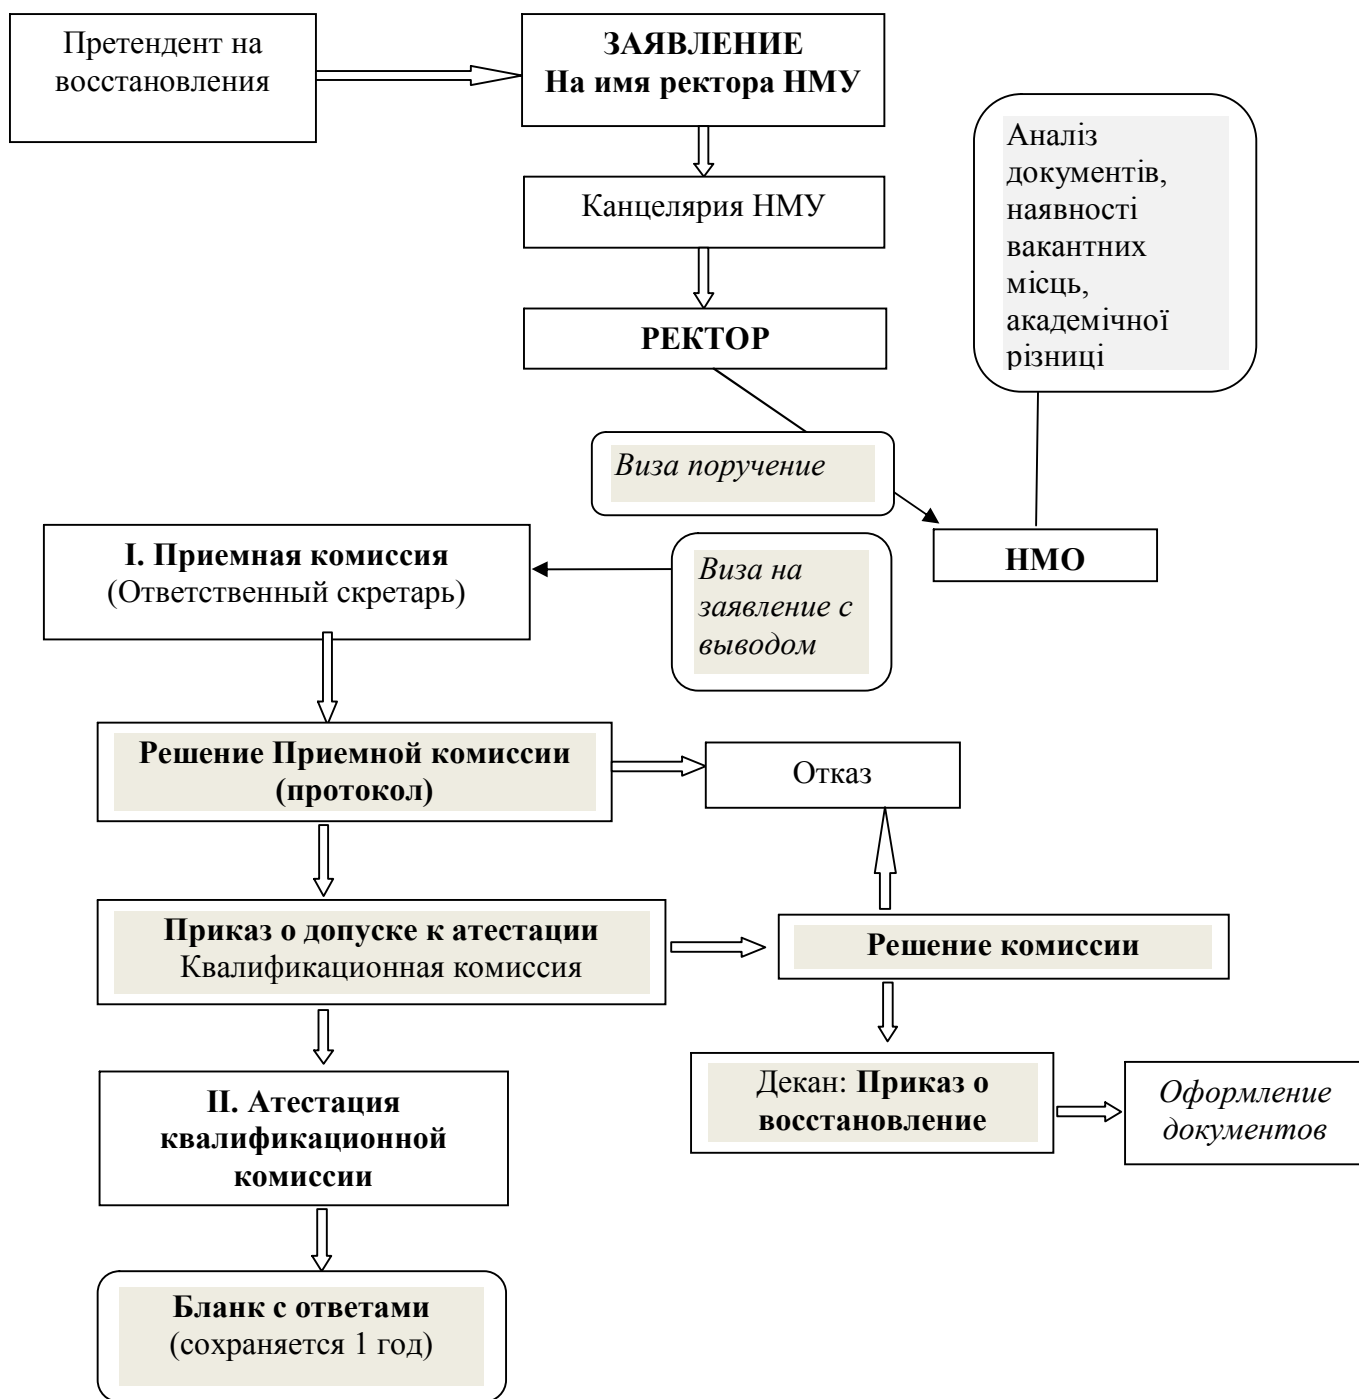 Претендент на
восстановления
ЗАЯВЛЕНИЕ
На имя ректора НМУ
Канцелярия НМУ
РЕКТОР
Аналіз
документів,
наявності
вакантних
місць,
академічної
різниці
Виза поручение
НМО
I. Приемная комиссия
(Ответственный скретарь)
Виза на
заявление с
выводом
Решение Приемной комиссии
(протокол)
Отказ
Приказ о допуске к атестации
Квалификационная комиссия
Решение комиссии
II. Атестация
квалификационной
комиссии
Декан: Приказ о
восстановление
Оформление
документов
Бланк с ответами
(сохраняется 1 год)